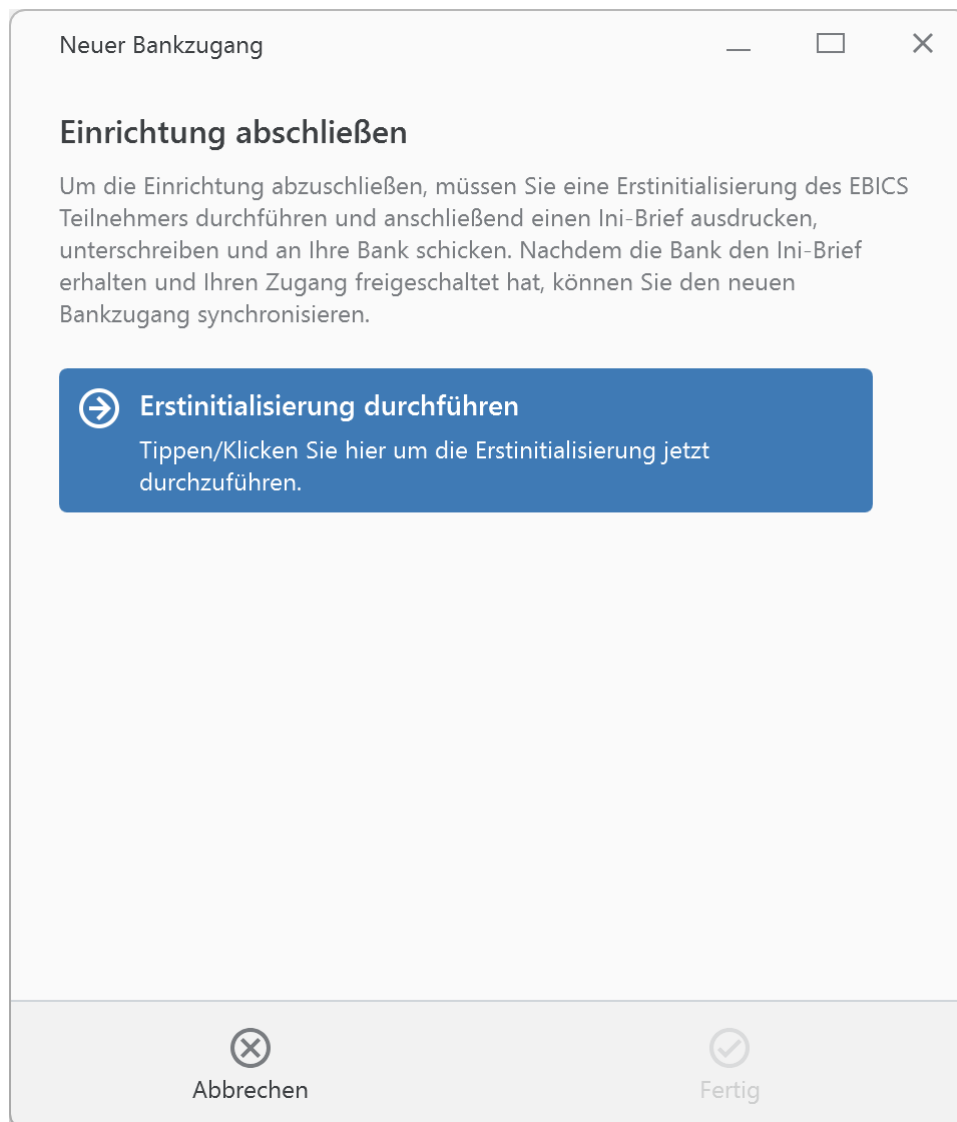 Neuer Bankzugang
Einrichtung abschließen
Um die Einrichtung abzuschließen, müssen Sie eine Erstinitialisierung des EBICS
Teilnehmers durchführen und anschließend einen Ini-Brief ausdrucken,
unterschreiben und an Ihre Bank schicken. Nachdem die Bank den Ini-Brief
erhalten und Ihren Zugang freigeschaltet hat, können Sie den neuen
Bankzugang synchronisieren.
Erstinitialisierung durchführen
Tippen/Klicken Sie hier um die Erstinitialisierung jetzt
durchzuführen.
Abbrechen
Fertig